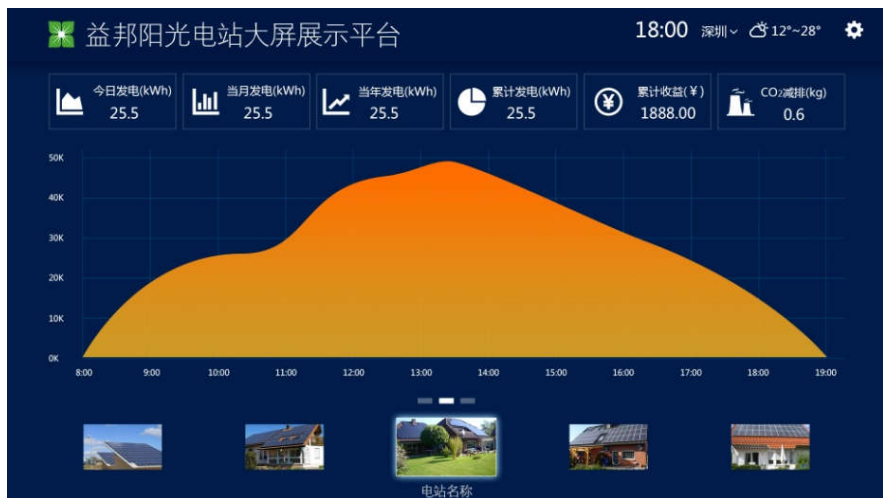 益邦阳光电站大屏展示平台
18:00 深圳 12°~28°
今日发电(kWh)
25.5
当月发电(kWh)
25.5
当年发电(kWh)
25.5
累计发电(kWh)
25.5
累计收益(¥)
1888.00
CO₂减排(kg)
0.6
50K
40K
30K
20K
10K
0K
8:00 9:00 10:00 11:00 12:00 13:00 14:00 15:00 16:00 17:00 18:00 19:00
电站名称